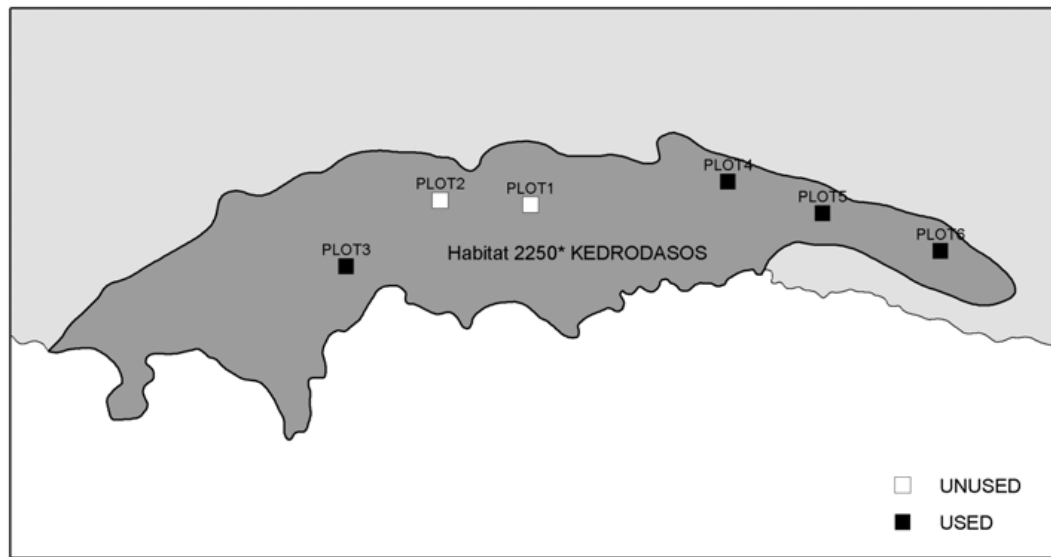 PLOT4
PLOT2
PLOT1
PLOT5
PLOT6
PLOT3
Habitat 2250* KEDRODASOS
UNUSED
USED